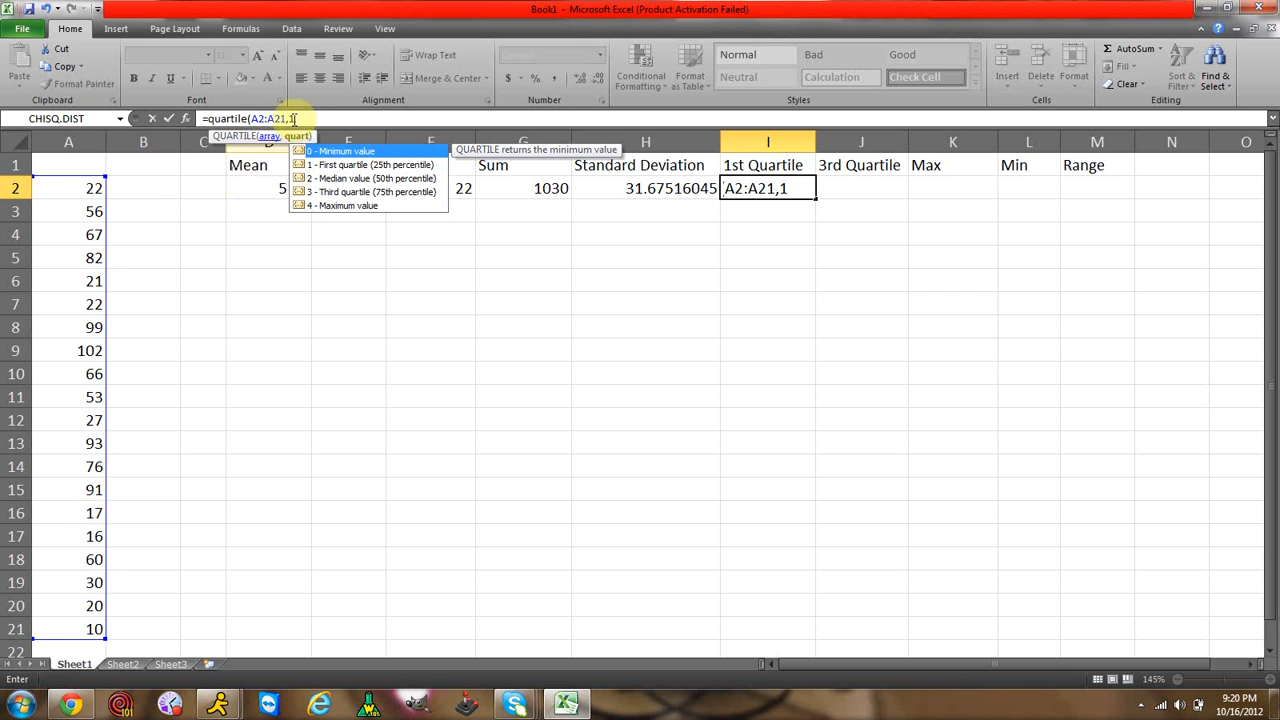 Book1 - Microsoft Excel (Product Activation Failed)
File Home Insert Page Layout Formulas Data Review View
Cut
Copy
Format Painter
Paste
Clipboard
Font
Wrap Text
Merge & Center
Alignment
$ % ,
Number
Conditional Formatting
Format as Table
Normal Bad Good
Neutral Calculation Check Cell
Styles
Insert Delete Format
Cells
AutoSum
Fill
Clear
Sort & Filter
Find & Select
Editing
CHISQ.DIST =quartile(A2:A21,1
QUARTILE(array, quart)
0 - Minimum value
1 - First quartile (25th percentile)
2 - Median value (50th percentile)
3 - Third quartile (75th percentile)
4 - Maximum value
QUARTILE returns the minimum value
A B C D E F G H I J K L M N O
1 Mean Sum Standard Deviation 1st Quartile 3rd Quartile Max Min Range
2 22 5 22 1030 31.67516045 A2:A21,1
3 56
4 67
5 82
6 21
7 22
8 99
9 102
10 66
11 53
12 27
13 93
14 76
15 91
16 17
17 16
18 60
19 30
20 20
21 10
22
Sheet1 Sheet2 Sheet3
Enter 145%
9:20 PM
10/16/2012